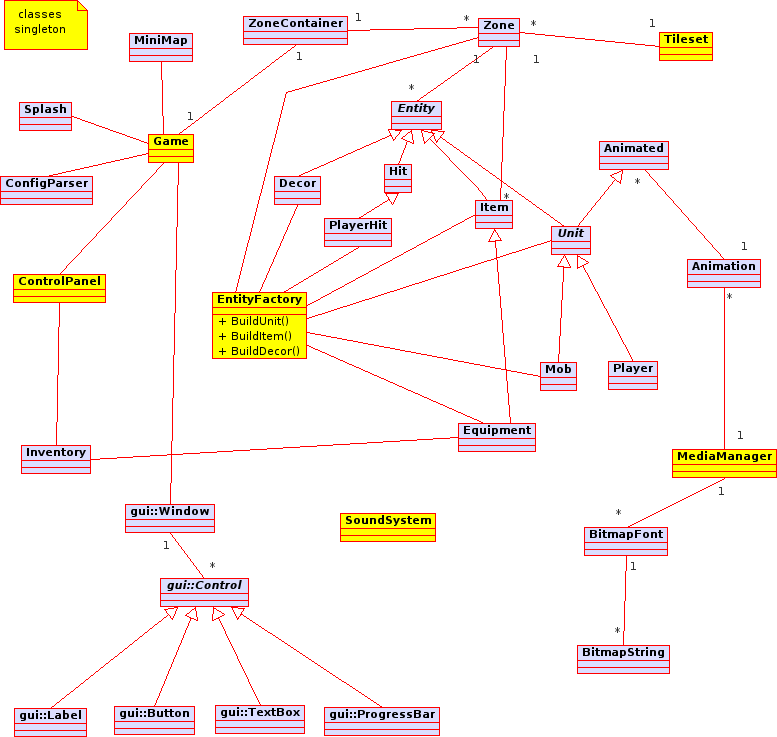 classes
singleton
ZoneContainer
1
*
Zone
*
1
Tileset
MiniMap
1
1
1
*
Splash
1
Entity
Game
Animated
ConfigParser
Decor
Hit
*
*
Item
PlayerHit
Unit
1
Animation
*
ControlPanel
EntityFactory
+ BuildUnit()
+ BuildItem()
+ BuildDecor()
Mob
Player
Equipment
1
Inventory
MediaManager
1
gui::Window
*
SoundSystem
BitmapFont
1
1
*
gui::Control
*
BitmapString
gui::Label
gui::Button
gui::TextBox
gui::ProgressBar